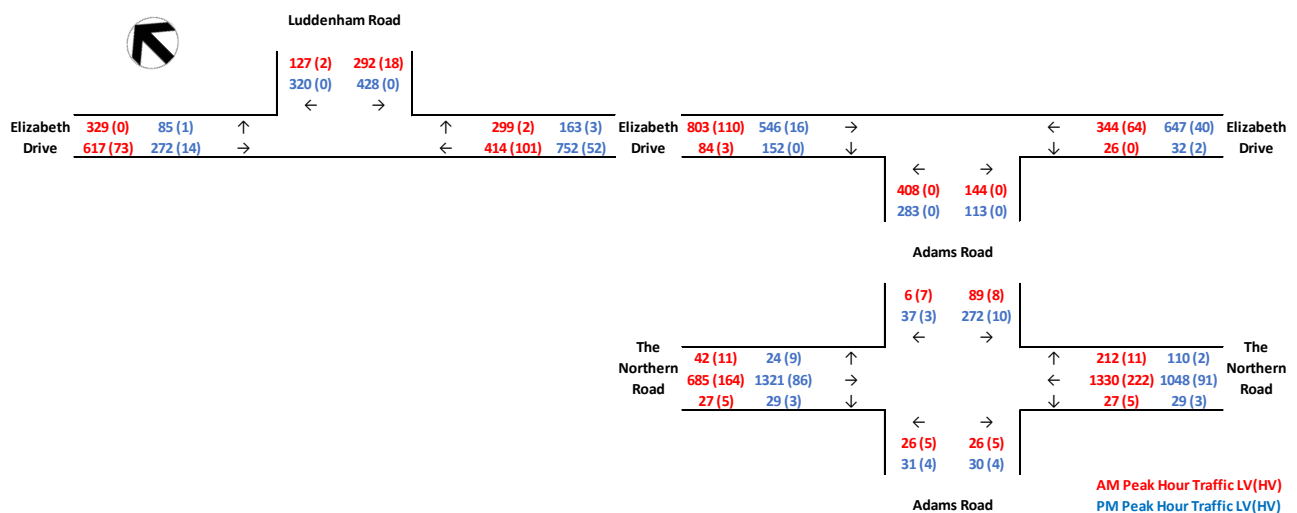 Luddenham Road
127 (2) 292 (18)
320 (0) 428 (0)
← →
Elizabeth 329 (0) 85 (1) ↑ ↑ 299 (2) 163 (3) Elizabeth 803 (110) 546 (16) → ← 344 (64) 647 (40) Elizabeth
Drive 617 (73) 272 (14) → ← 414 (101) 752 (52) Drive 84 (3) 152 (0) ↓ ↓ 26 (0) 32 (2) Drive
← →
408 (0) 144 (0)
283 (0) 113 (0)
Adams Road
6 (7) 89 (8)
37 (3) 272 (10)
← →
The 42 (11) 24 (9) ↑ ↑ 212 (11) 110 (2) The
Northern 685 (164) 1321 (86) → ← 1330 (222) 1048 (91) Northern
Road 27 (5) 29 (3) ↓ ↓ 27 (5) 29 (3) Road
← →
26 (5) 26 (5)
31 (4) 30 (4)
Adams Road
AM Peak Hour Traffic LV(HV)
PM Peak Hour Traffic LV(HV)